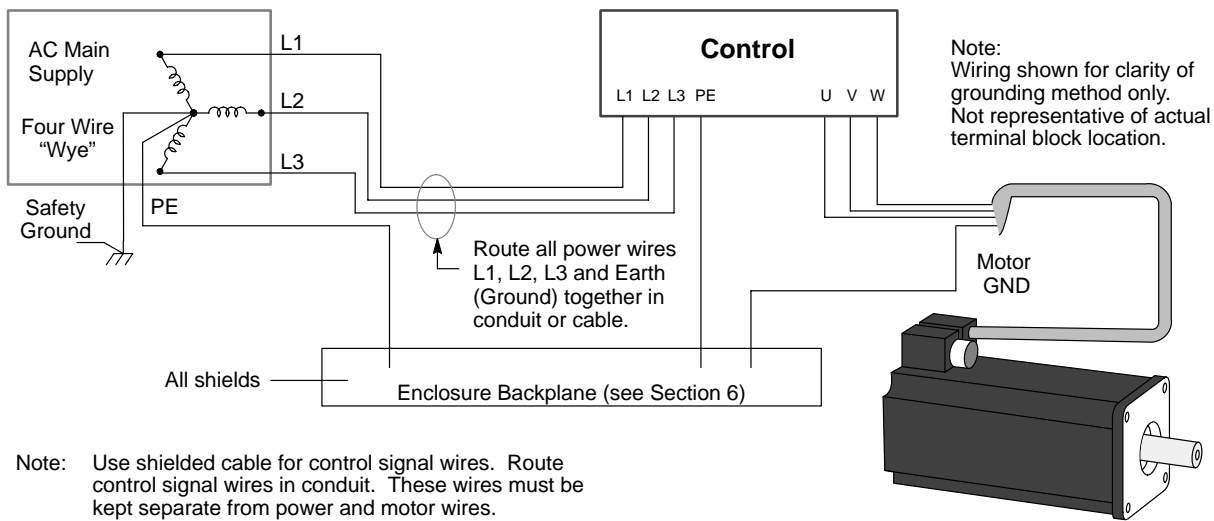 AC Main
Supply
Four Wire
“Wye”
L1
L2
L3
Safety
Ground
PE
Control
L1 L2 L3 PE
U V W
Note:
Wiring shown for clarity of
grounding method only.
Not representative of actual
terminal block location.
Route all power wires
L1, L2, L3 and Earth
(Ground) together in
conduit or cable.
Motor
GND
All shields
Enclosure Backplane (see Section 6)
Note: Use shielded cable for control signal wires. Route
control signal wires in conduit. These wires must be
kept separate from power and motor wires.